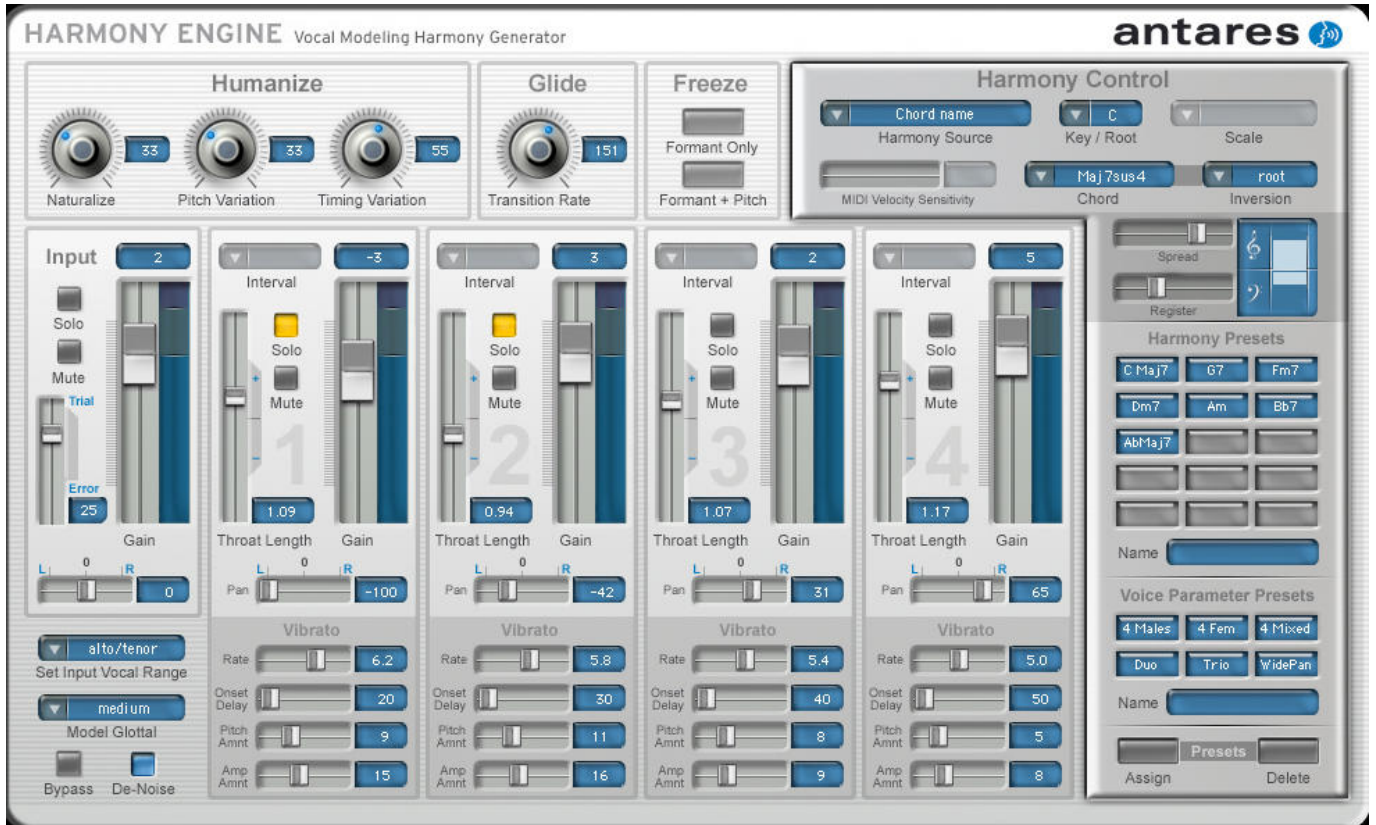 HARMONY ENGINE Vocal Modeling Harmony Generator
antares
Humanize
33
33
55
Naturalize
Pitch Variation
Timing Variation
Glide
151
Transition Rate
Freeze
Formant Only
Formant + Pitch
Harmony Control
Chord name
C
Harmony Source
Key / Root
Scale
Maj7sus4
root
MIDI Velocity Sensitivity
Chord
Inversion
Spread
Register
Input
2
Solo
Mute
Trial
Error
25
Gain
L 0 R
0
alto/tenor
Set Input Vocal Range
medium
Model Glottal
Bypass
De-Noise
-3
Interval
Solo
+
Mute
1
-
1.09
Throat Length
Gain
L 0 R
Pan
-100
Vibrato
Rate
6.2
Onset Delay
20
Pitch Amnt
9
Amp Amnt
15
3
Interval
Solo
+
Mute
2
-
0.94
Throat Length
Gain
L 0 R
Pan
-42
Vibrato
Rate
5.8
Onset Delay
30
Pitch Amnt
11
Amp Amnt
16
2
Interval
Solo
+
Mute
3
-
1.07
Throat Length
Gain
L 0 R
Pan
31
Vibrato
Rate
5.4
Onset Delay
40
Pitch Amnt
8
Amp Amnt
9
5
Interval
Solo
+
Mute
4
-
1.17
Throat Length
Gain
L 0 R
Pan
65
Vibrato
Rate
5.0
Onset Delay
50
Pitch Amnt
5
Amp Amnt
8
Harmony Presets
C Maj7
G7
Fm7
Dm7
Am
Bb7
AbMaj7
Name
Voice Parameter Presets
4 Males
4 Fem
4 Mixed
Duo
Trio
WidePan
Name
Presets
Assign
Delete